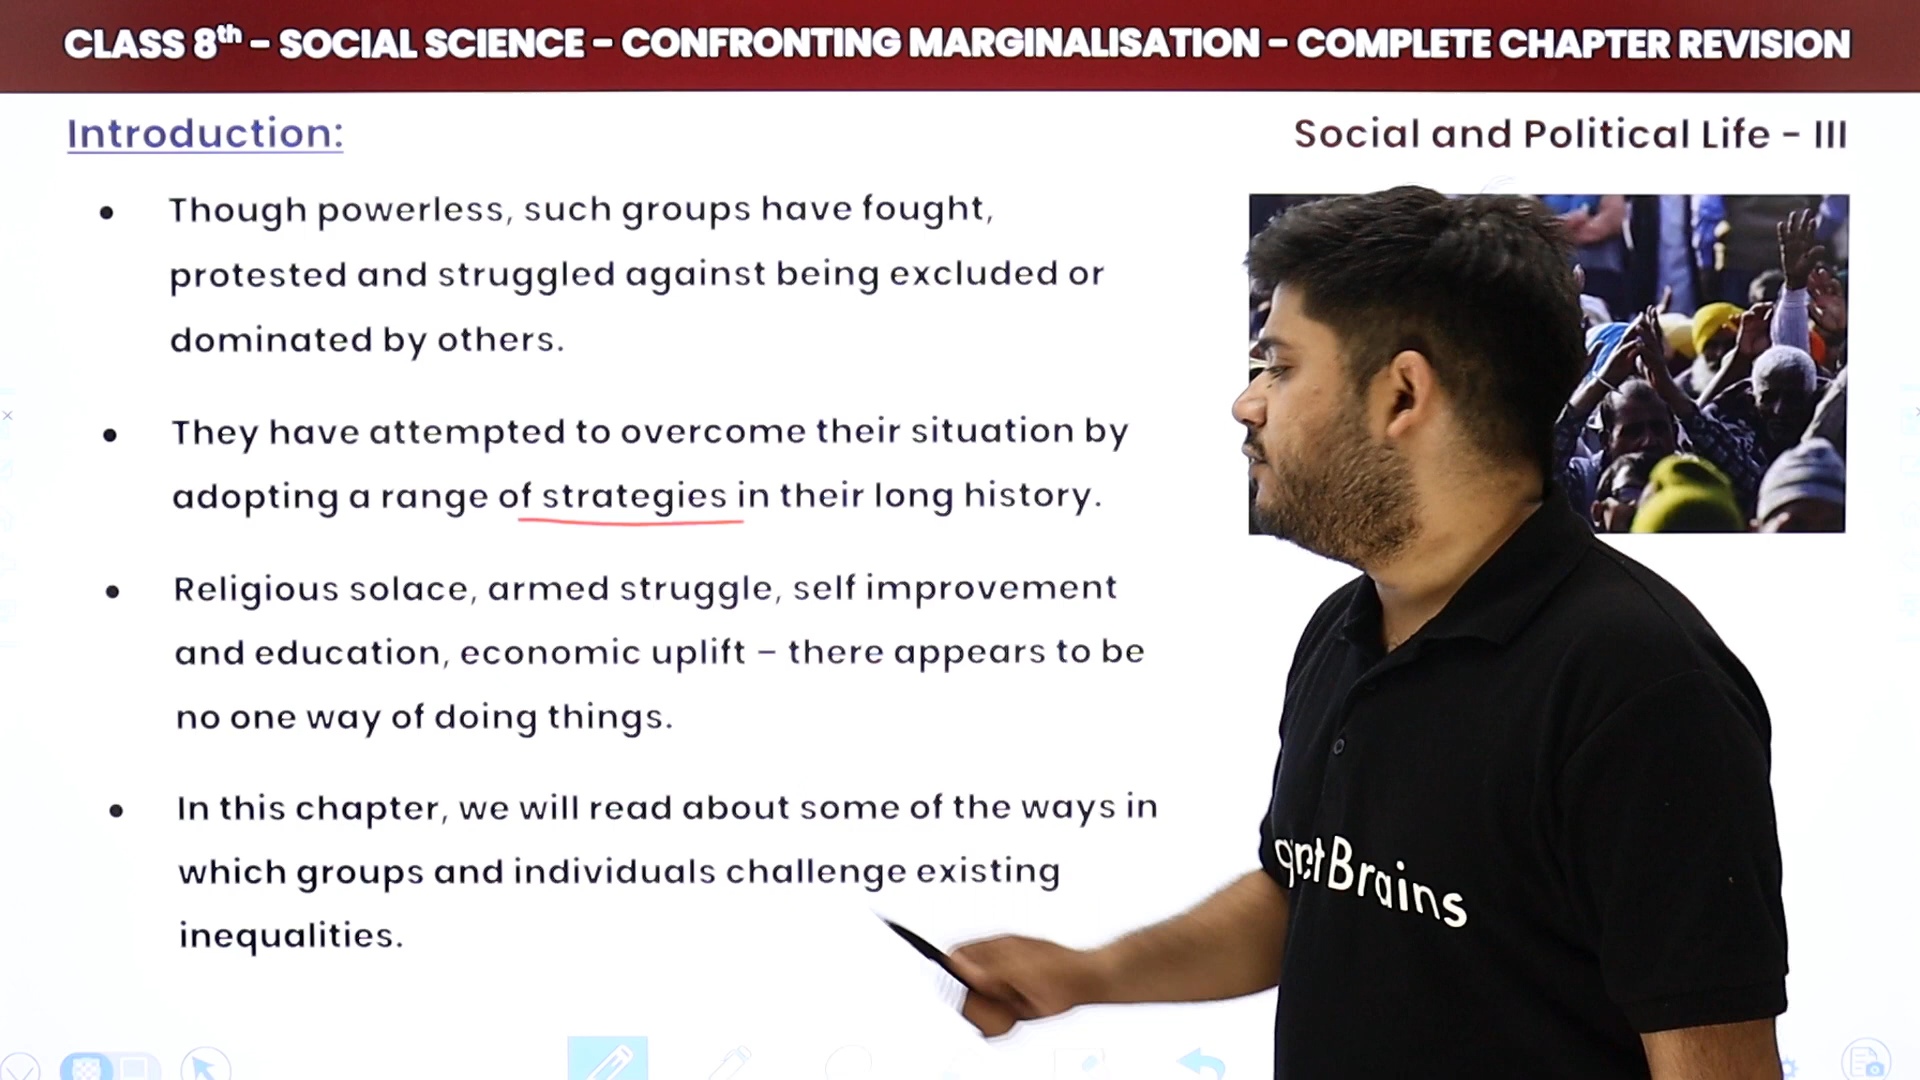 CLASS 8th – SOCIAL SCIENCE – CONFRONTING MARGINALISATION – COMPLETE CHAPTER REVISION
Introduction:
Social and Political Life - III
• Though powerless, such groups have fought,
protested and struggled against being excluded or
dominated by others.
• They have attempted to overcome their situation by
adopting a range of strategies in their long history.
• Religious solace, armed struggle, self improvement
and education, economic uplift – there appears to be
no one way of doing things.
• In this chapter, we will read about some of the ways in
which groups and individuals challenge existing
inequalities.
Brains